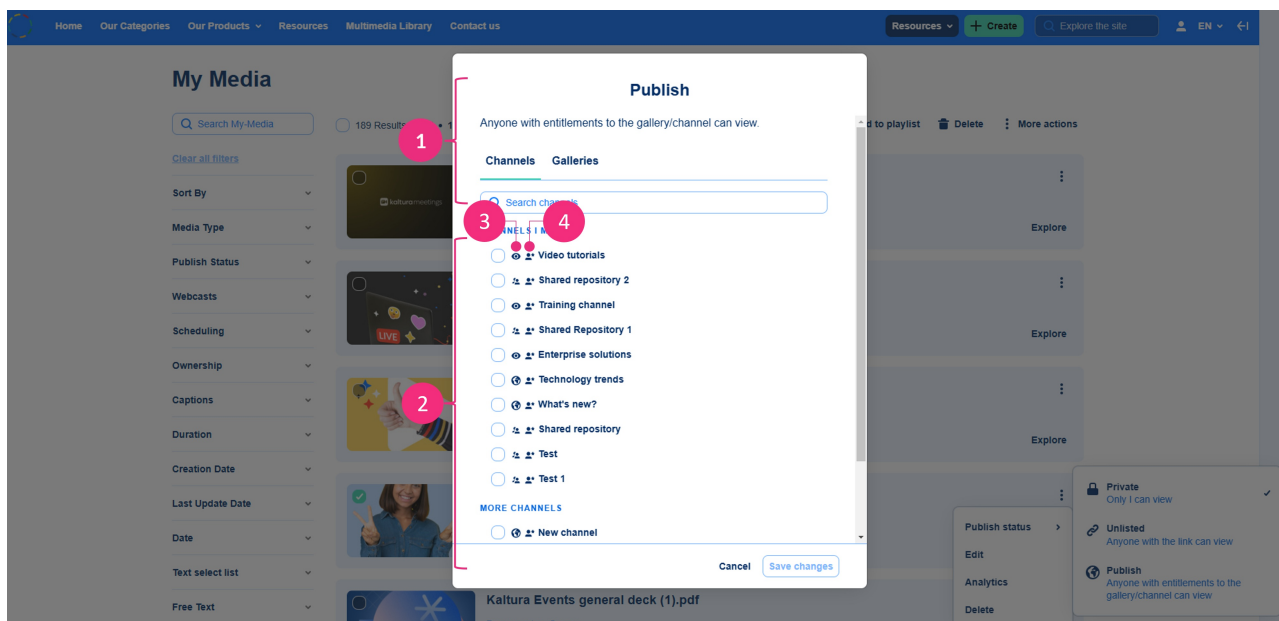 Home Our Categories Our Products Resources Multimedia Library Contact us Resources + Create Explore the site EN
My Media
Search My-Media
189 Results
d to playlist Delete More actions
Clear all filters
Sort By
Media Type
Publish Status
Webcasts
Scheduling
Ownership
Captions
Duration
Creation Date
Last Update Date
Date
Text select list
Free Text
kalturameetings
LIVE
Explore
Explore
Explore
Publish
Anyone with entitlements to the gallery/channel can view.
1
Channels Galleries
Search channels
3 4
Video tutorials
Shared repository 2
Training channel
Shared Repository 1
Enterprise solutions
Technology trends
2
What's new?
Shared repository
Test
Test 1
MORE CHANNELS
New channel
Cancel Save changes
Kaltura Events general deck (1).pdf
Publish status
Edit
Analytics
Delete
Private
Only I can view
Unlisted
Anyone with the link can view
Publish
Anyone with entitlements to the
gallery/channel can view